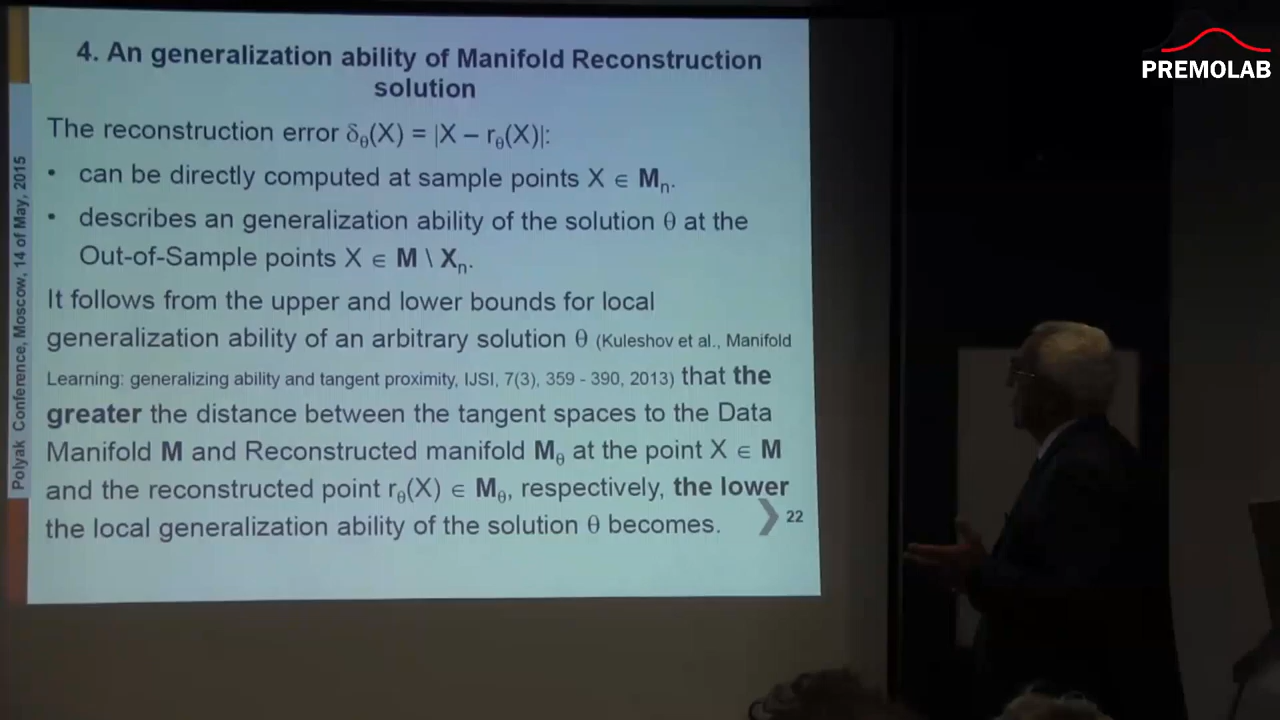 4. An generalization ability of Manifold Reconstruction
solution
The reconstruction error δθ(X) = |X – rθ(X)|:
• can be directly computed at sample points X ∈ Mn.
• describes an generalization ability of the solution θ at the
Out-of-Sample points X ∈ M \ Xn.
It follows from the upper and lower bounds for local
generalization ability of an arbitrary solution θ (Kuleshov et al., Manifold
Learning: generalizing ability and tangent proximity, IJSI, 7(3), 359 - 390, 2013) that the
greater the distance between the tangent spaces to the Data
Manifold M and Reconstructed manifold Mθ at the point X ∈ M
and the reconstructed point rθ(X) ∈ Mθ, respectively, the lower
the local generalization ability of the solution θ becomes.
22
Polyak Conference, Moscow, 14 of May, 2015
PREMOLAB